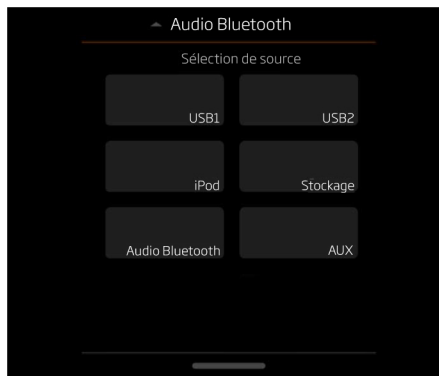 Audio Bluetooth
Sélection de source
USB1 USB2
iPod Stockage
Audio Bluetooth AUX